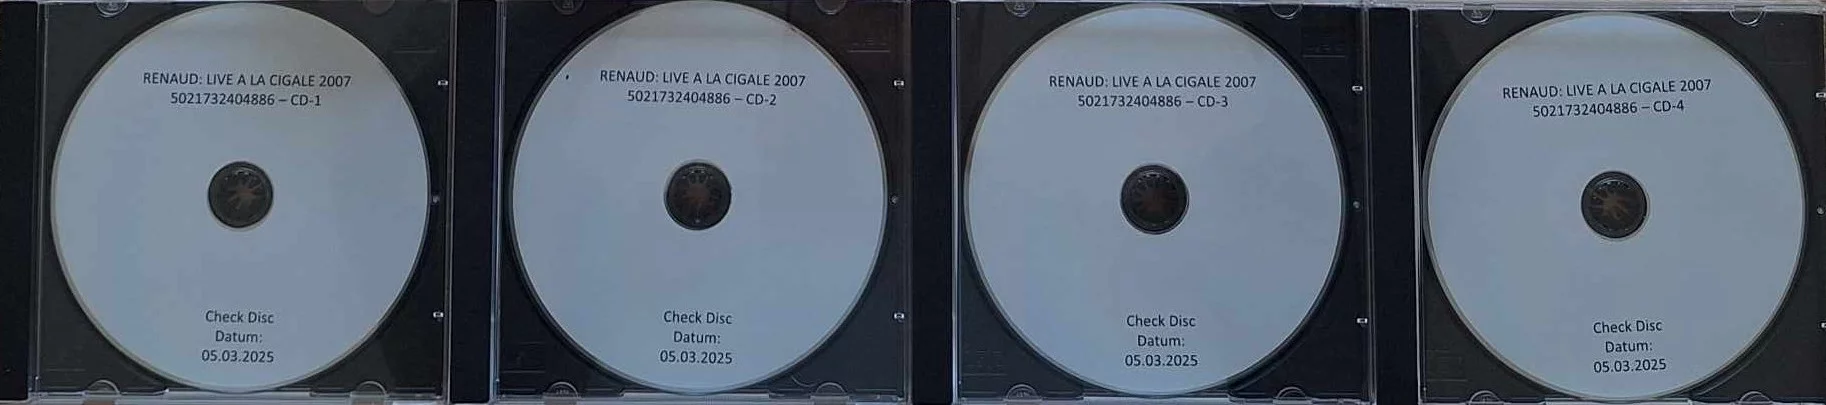 RENAUD: LIVE A LA CIGALE 2007
5021732404886 – CD-1
Check Disc
Datum:
05.03.2025
RENAUD: LIVE A LA CIGALE 2007
5021732404886 – CD-2
Check Disc
Datum:
05.03.2025
RENAUD: LIVE A LA CIGALE 2007
5021732404886 – CD-3
Check Disc
Datum:
05.03.2025
RENAUD: LIVE A LA CIGALE 2007
5021732404886 – CD-4
Check Disc
Datum:
05.03.2025